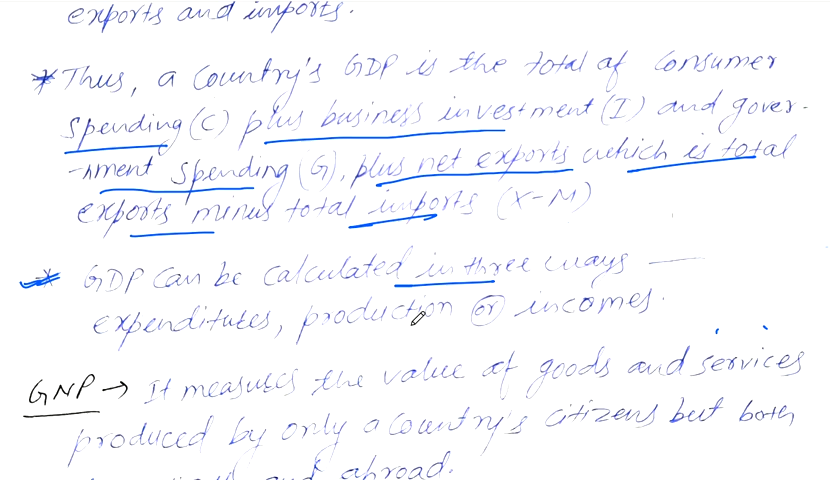 exports and imports.
* Thus, a Country's GDP is the total of Consumer
Spending (C) plus business investment (I) and gover-
-nment Spending (G), plus net exports which is total
exports minus total imports (X-M)
* GDP Can be Calculated in three ways —
expenditures, production or incomes.
GNP → It measures the value of goods and services
produced by only a Country's citizens but both
and abroad.